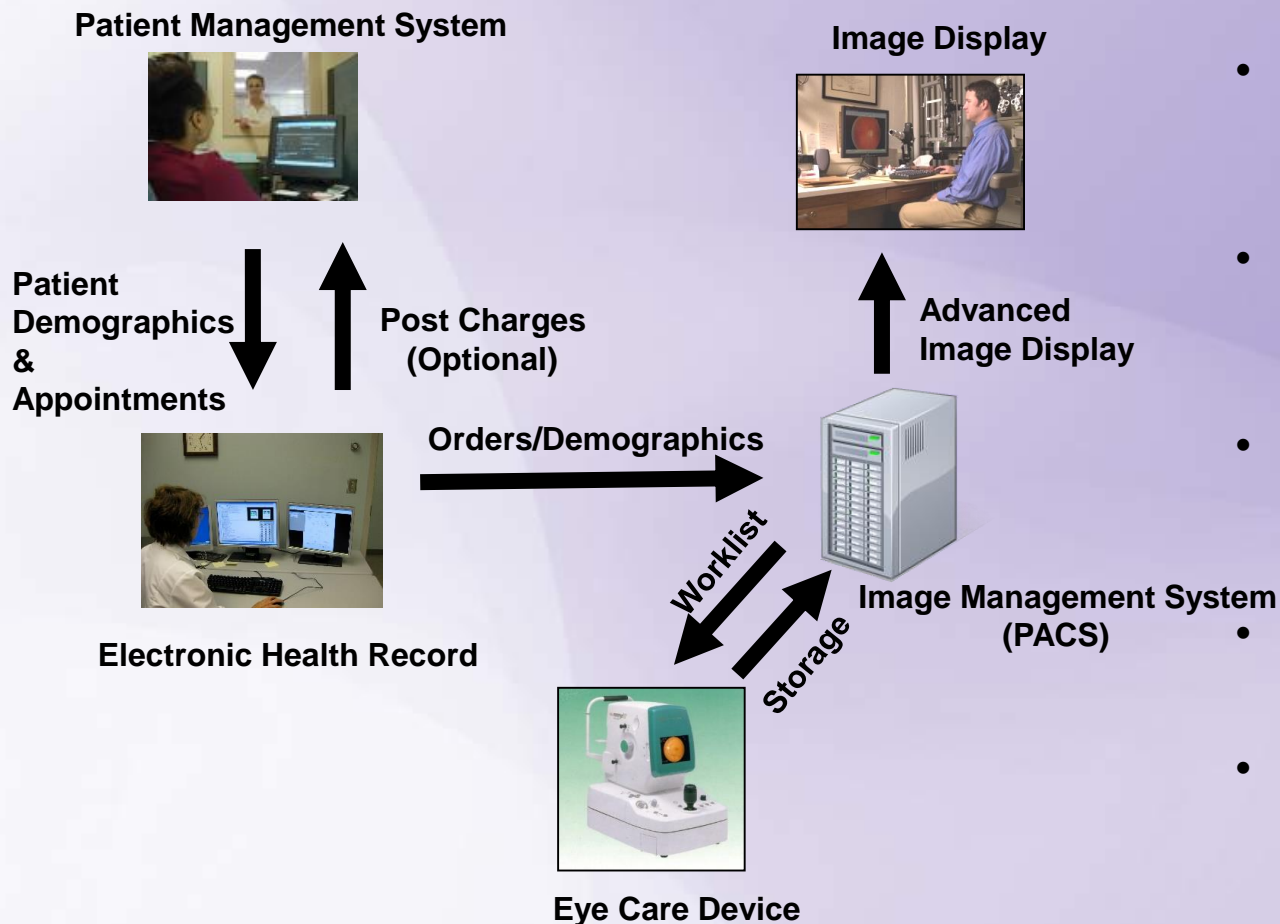 Patient Management System
Image Display
Patient
Demographics
&
Appointments
Post Charges
(Optional)
Advanced
Image Display
Orders/Demographics
Worklist
Storage
Image Management System
(PACS)
Electronic Health Record
Eye Care Device
•
•
•
•
•